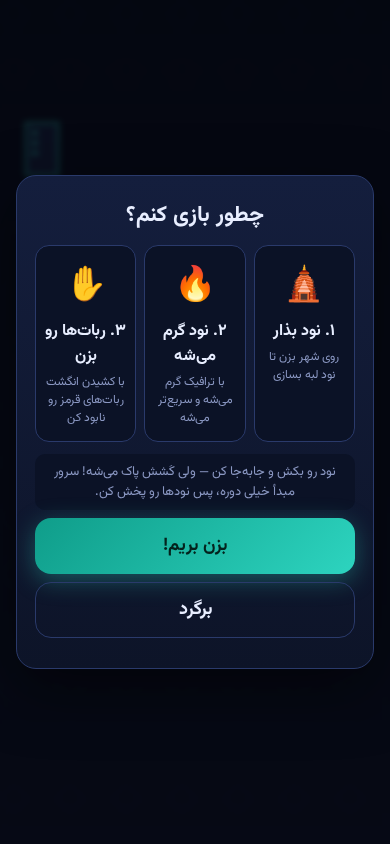 چطور بازی کنم؟
۱. نود بذار
روی شهر بزن تا
نود لبه بسازی
۲. نود گرم
می‌شه
با ترافیک گرم
می‌شه و سریع‌تر
می‌شه
۳. ربات‌ها رو
بزن
با کشیدن انگشت
ربات‌های قرمز رو
نابود کن
نود رو بکش و جابه‌جا کن — ولی کَشش پاک می‌شه! سرور
مبدأ خیلی دوره، پس نودها رو پخش کن.
بزن بریم!
برگرد